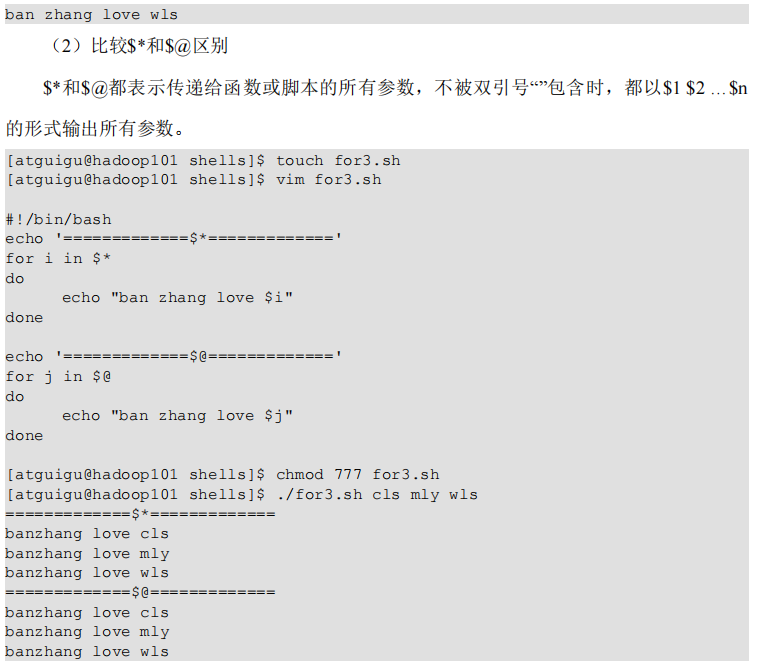 ban zhang love wls
（2）比较$*和$@区别
$*和$@都表示传递给函数或脚本的所有参数，不被双引号“”包含时，都以$1 $2 …$n
的形式输出所有参数。
[atguigu@hadoop101 shells]$ touch for3.sh
[atguigu@hadoop101 shells]$ vim for3.sh
#!/bin/bash
echo '=============$*============='
for i in $*
do
echo "ban zhang love $i"
done
echo '=============$@============='
for j in $@
do
echo "ban zhang love $j"
done
[atguigu@hadoop101 shells]$ chmod 777 for3.sh
[atguigu@hadoop101 shells]$ ./for3.sh cls mly wls
=============$*=============
banzhang love cls
banzhang love mly
banzhang love wls
=============$@=============
banzhang love cls
banzhang love mly
banzhang love wls